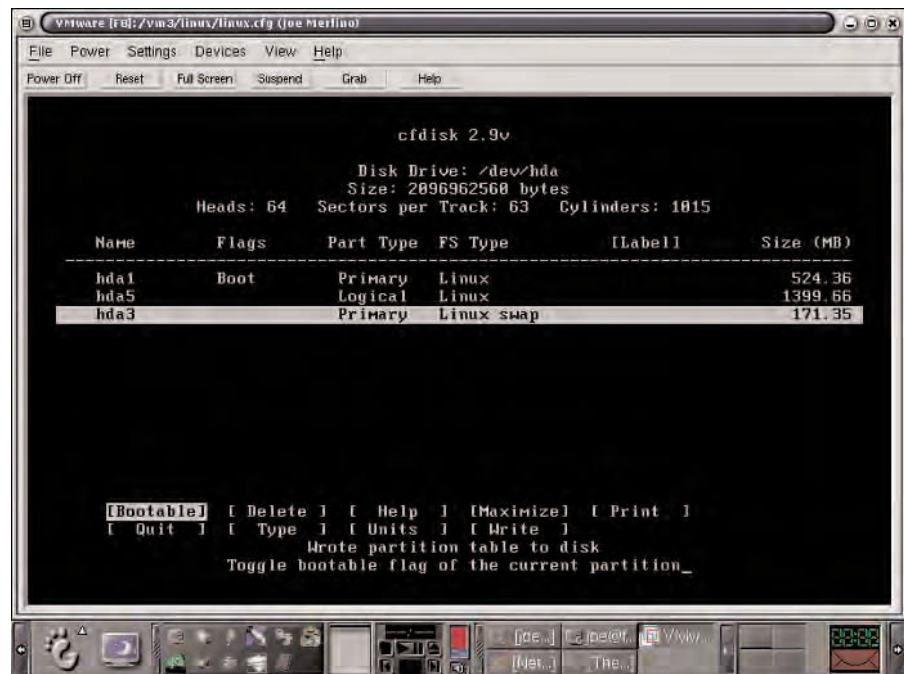 VMware [FB]:/vm3/linux/linux.cfg (Joe Merlino)
File Power Settings Devices View Help
Power Off Reset Full Screen Suspend Grab Help
cfdisk 2.9v
Disk Drive: /dev/hda
Size: 2096962560 bytes
Heads: 64 Sectors per Track: 63 Cylinders: 1015
Name Flags Part Type FS Type [Label] Size (MB)
hda1 Boot Primary Linux 524.36
hda5 Logical Linux 1399.66
hda3 Primary Linux swap 171.35
[Bootable] [ Delete ] [ Help ] [Maximize] [ Print ]
[ Quit ] [ Type ] [ Units ] [ Write ]
Wrote partition table to disk
Toggle bootable flag of the current partition_
[Net...] The...]